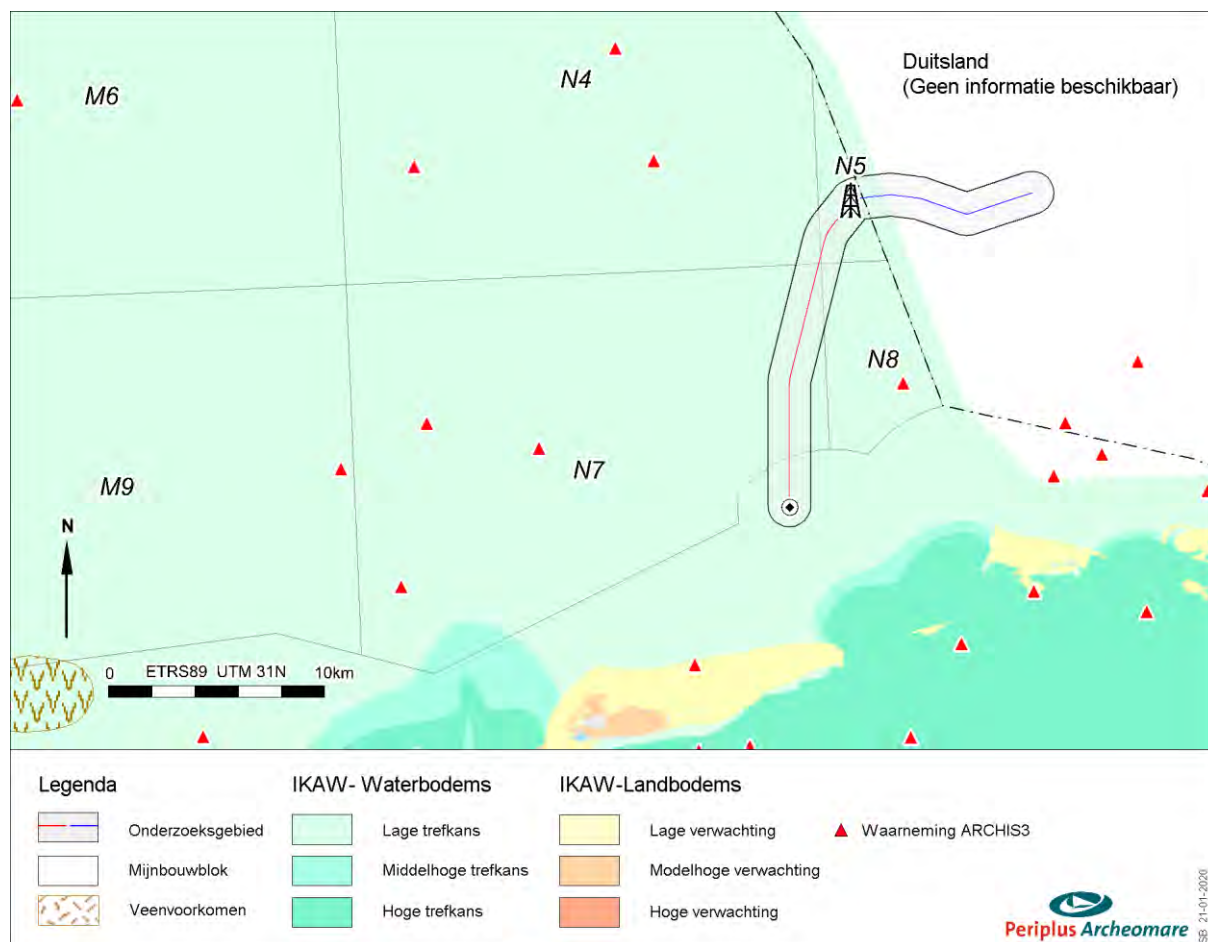 Duitsland
(Geen informatie beschikbaar)
M6
N4
N5
N8
N7
M9
N
0 ETRS89 UTM 31N 10km
Legenda
Onderzoeksgebied
Mijnbouwblok
Veenvoorkomen
IKAW- Waterbodems
Lage trefkans
Middelhoge trefkans
Hoge trefkans
IKAW-Landbodems
Lage verwachting
Modelhoge verwachting
Hoge verwachting
Waarneming ARCHIS3
Periplus Archeomare
SB 21-01-2020